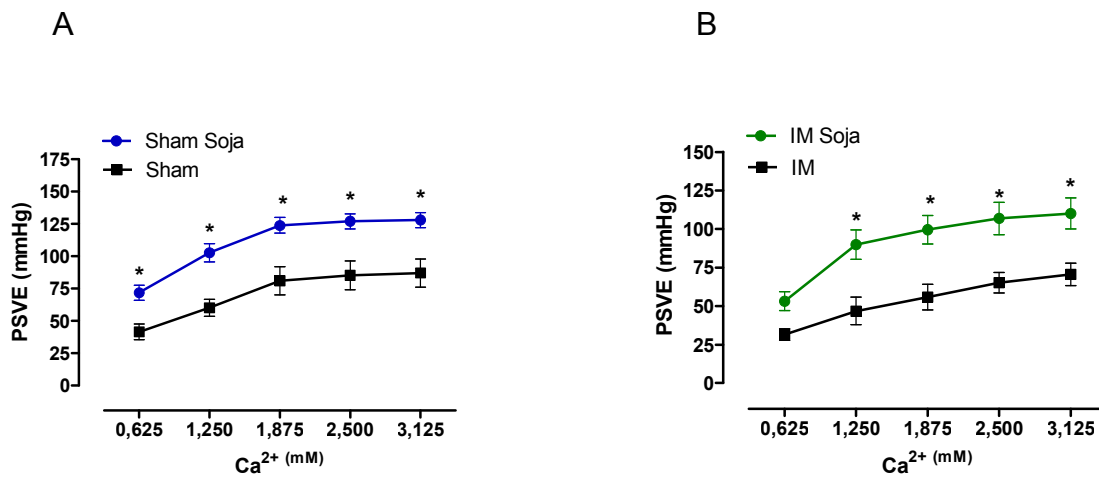 A
Sham Soja
Sham
PSVE (mmHg)
175
150
125
100
75
50
25
0
* * * * *
0,625 1,250 1,875 2,500 3,125
Ca2+ (mM)
B
IM Soja
IM
PSVE (mmHg)
150
125
100
75
50
25
0
* * * *
0,625 1,250 1,875 2,500 3,125
Ca2+ (mM)